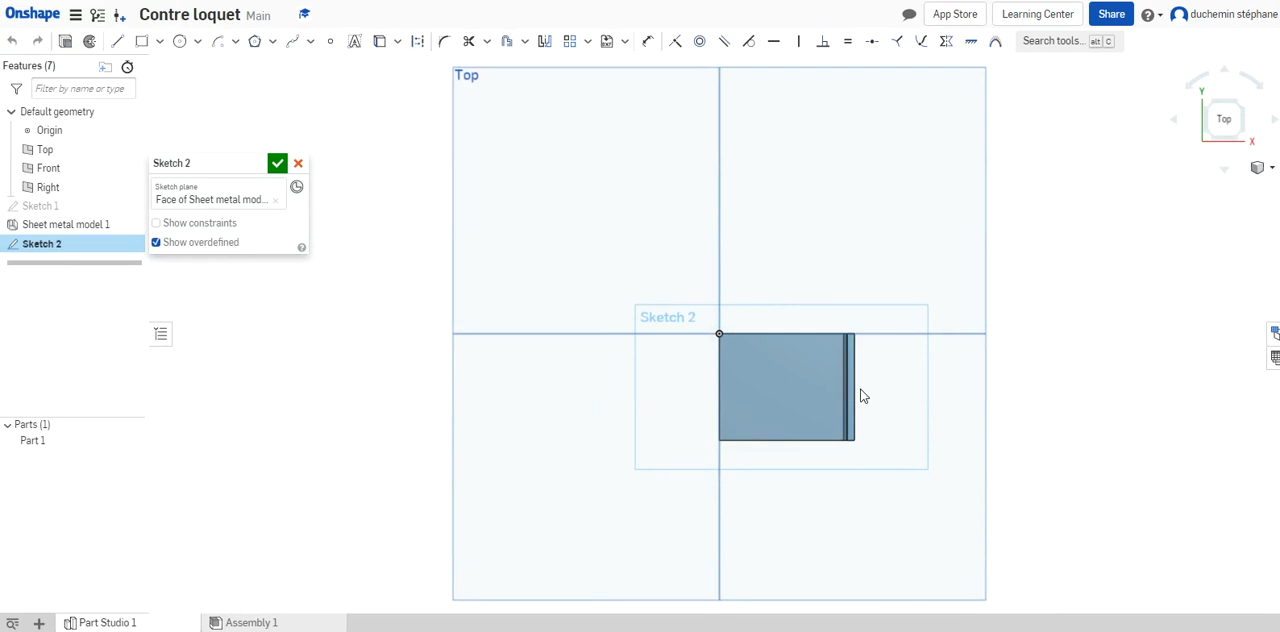 Onshape Contre loquet Main App Store Learning Center Share duchemin stéphane
Search tools... alt C
Features (7)
Filter by name or type
Default geometry
Origin
Top
Front
Right
Sketch 1
Sheet metal model 1
Sketch 2
Parts (1)
Part 1
Sketch 2
Sketch plane
Face of Sheet metal mod...
Show constraints
Show overdefined
Top
Sketch 2
Y
Top
X
Part Studio 1 Assembly 1